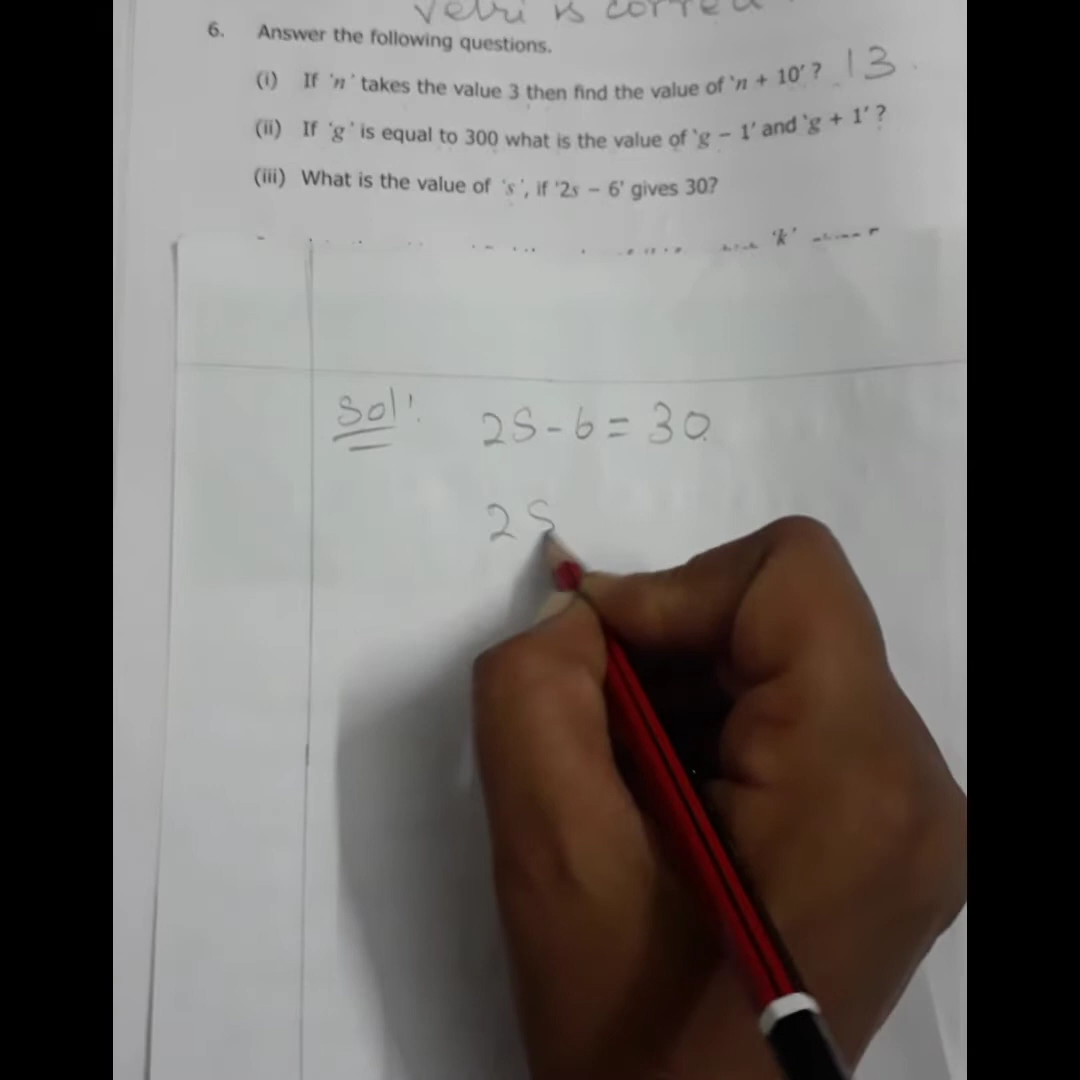 Vetri is
6. Answer the following questions.
(i) If 'n' takes the value 3 then find the value of 'n + 10' ? 13
(ii) If 'g' is equal to 300 what is the value of 'g − 1' and 'g + 1' ?
(iii) What is the value of 's', if '2s − 6' gives 30?
'k'
Sol:
2S - 6 = 30.
2S